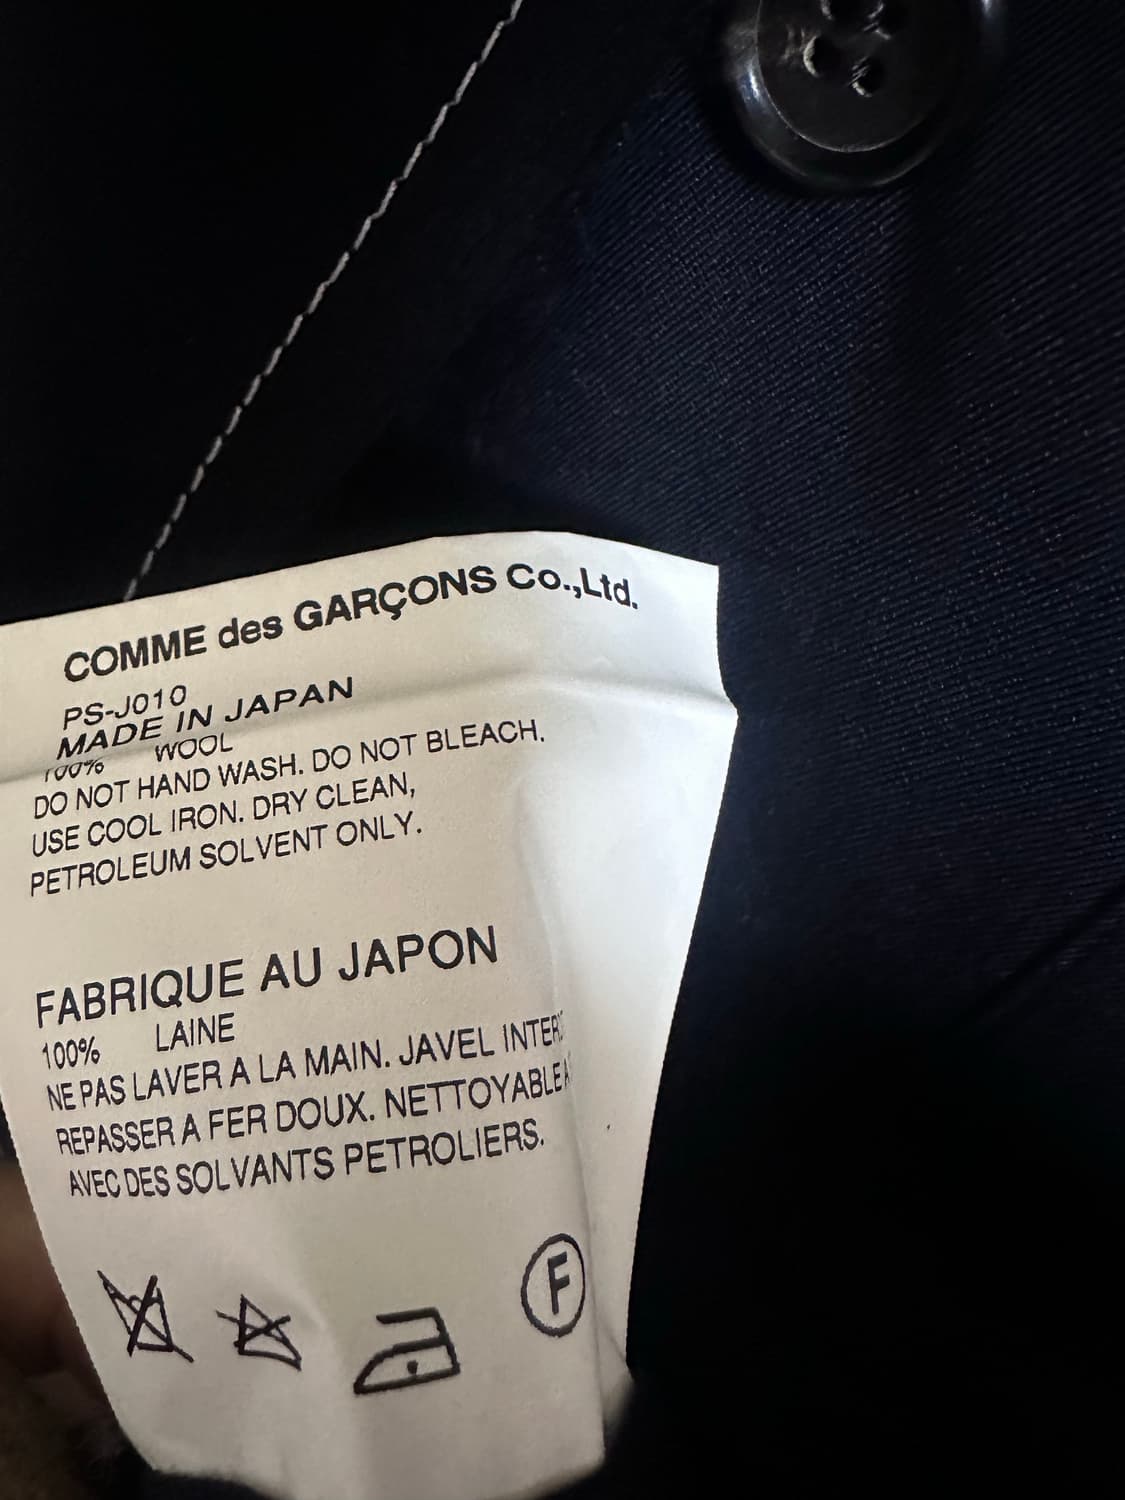 COMME des GARÇONS Co.,Ltd.
PS-J010
MADE IN JAPAN
100% WOOL
DO NOT HAND WASH. DO NOT BLEACH.
USE COOL IRON. DRY CLEAN,
PETROLEUM SOLVENT ONLY.
FABRIQUE AU JAPON
100% LAINE
NE PAS LAVER A LA MAIN. JAVEL
REPASSER A FER DOUX. NETTOYABLE
AVEC DES SOLVANTS PETROLIERS.
F